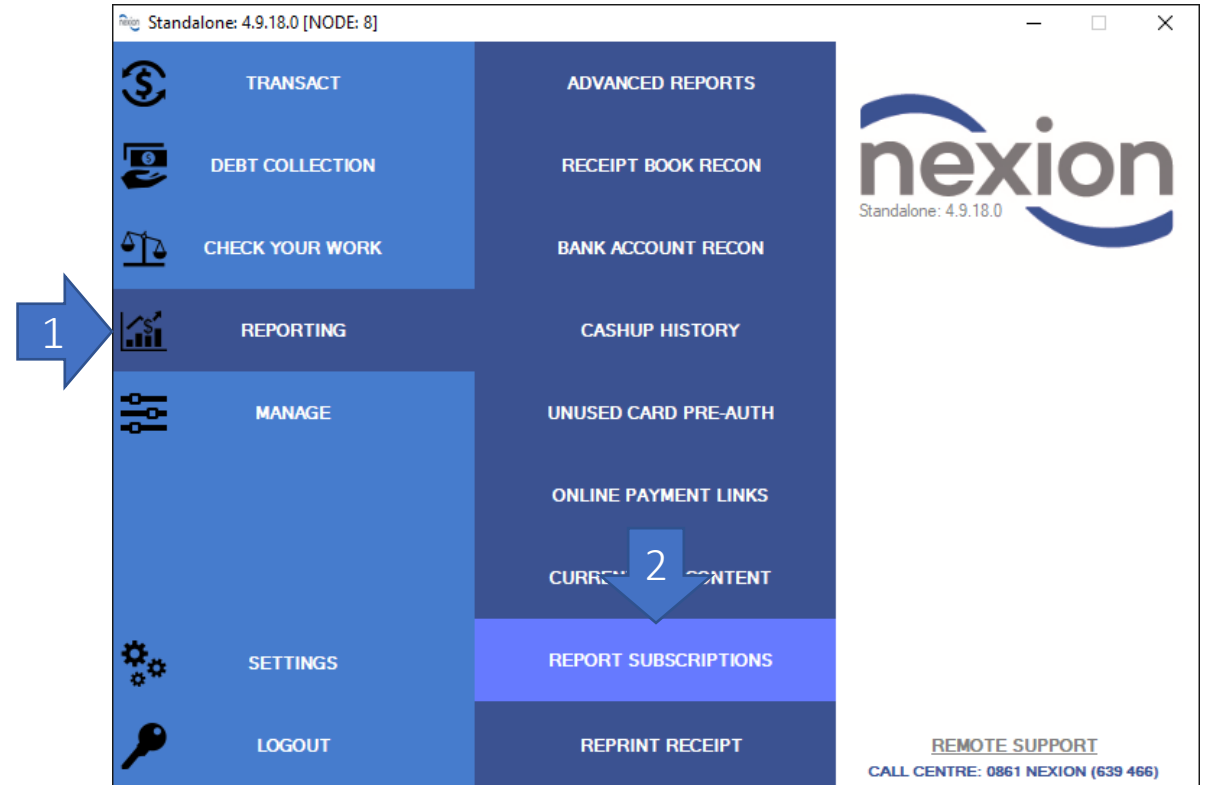 nexion Standalone: 4.9.18.0 [NODE: 8]
TRANSACT
DEBT COLLECTION
CHECK YOUR WORK
1
REPORTING
MANAGE
SETTINGS
LOGOUT
ADVANCED REPORTS
RECEIPT BOOK RECON
BANK ACCOUNT RECON
CASHUP HISTORY
UNUSED CARD PRE-AUTH
ONLINE PAYMENT LINKS
2
REPORT SUBSCRIPTIONS
REPRINT RECEIPT
nexion
Standalone: 4.9.18.0
REMOTE SUPPORT
CALL CENTRE: 0861 NEXION (639 466)